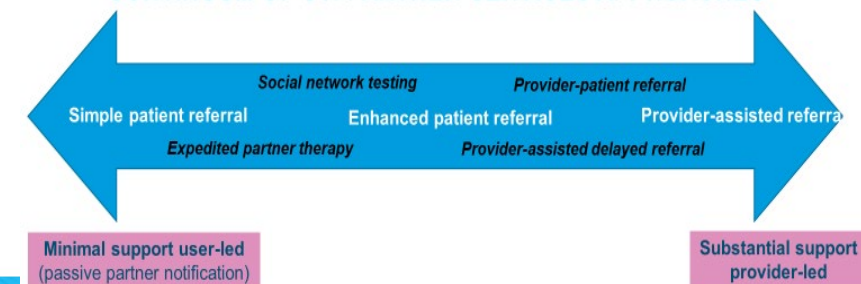 Social network testing Provider-patient referral
Simple patient referral Enhanced patient referral Provider-assisted referra
Expedited partner therapy Provider-assisted delayed referral
Minimal support user-led
(passive partner notification)
Substantial support
provider-led